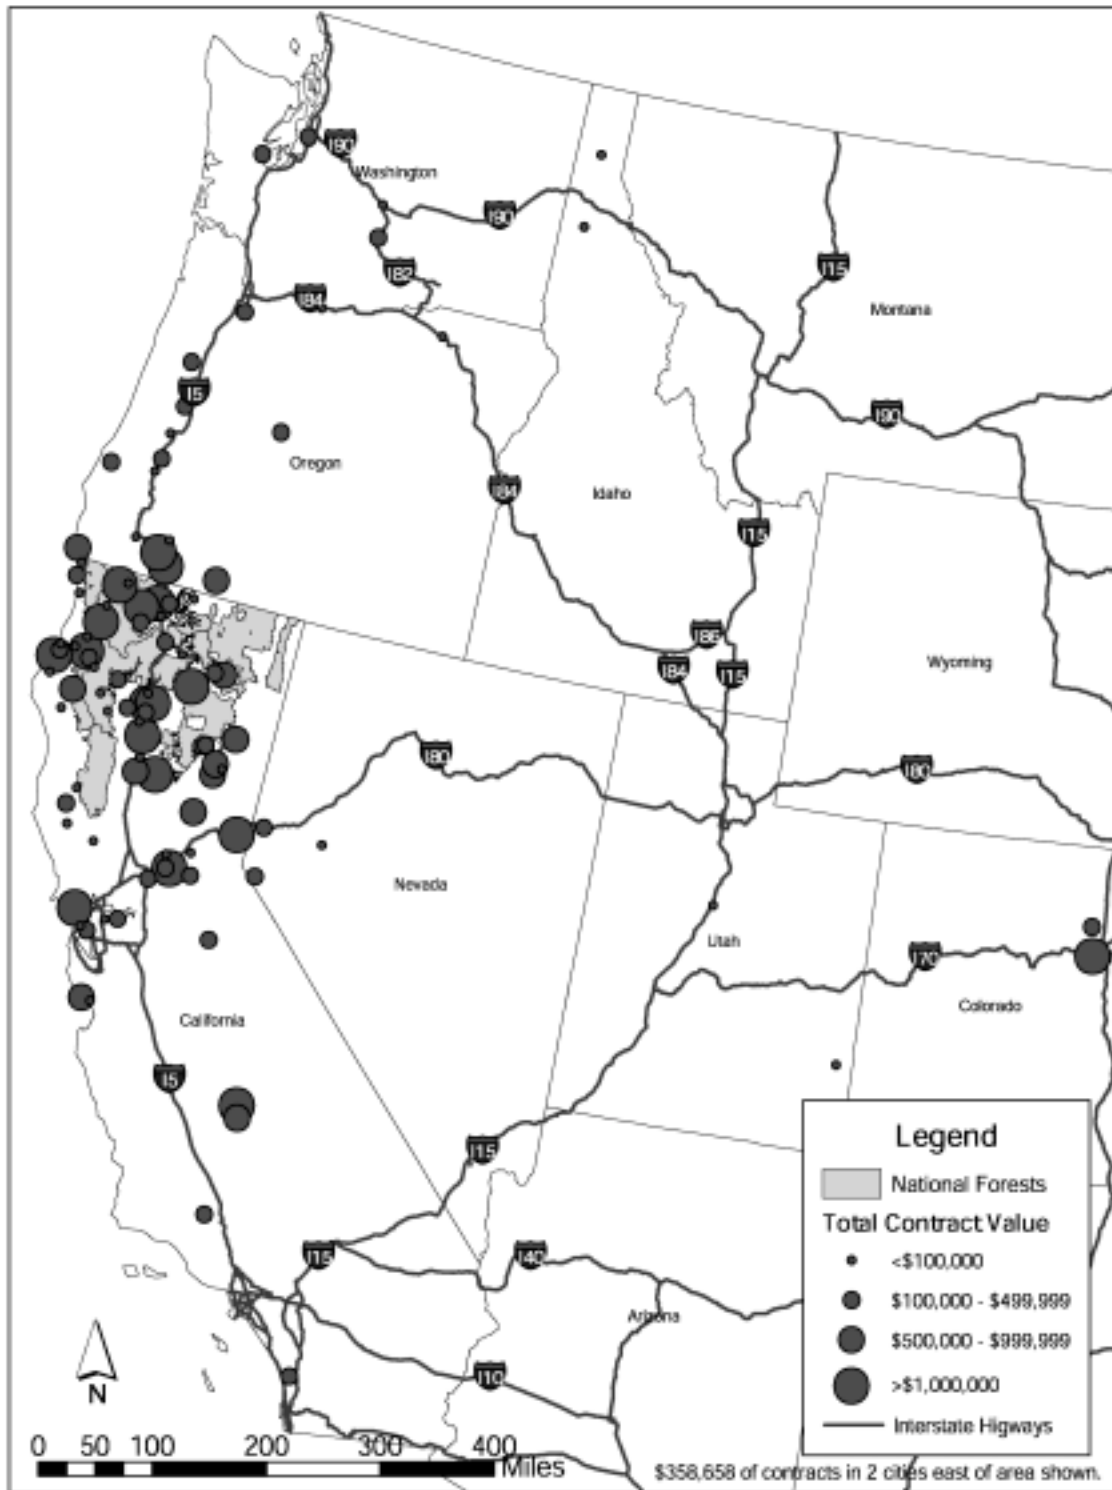 I90
Washington
I90
I82
I15
I84
Montana
I5
I90
Oregon
I84
Idaho
I15
I86
I84
I15
Wyoming
I80
I80
Nevada
Utah
I70
Colorado
California
I5
I15
I15
I40
Arizona
I10
Legend
National Forests
Total Contract Value
<$100,000
$100,000 - $499,999
$500,000 - $999,999
>$1,000,000
Interstate Higways
N
0 50 100 200 300 400
Miles
$358,658 of contracts in 2 cities east of area shown.